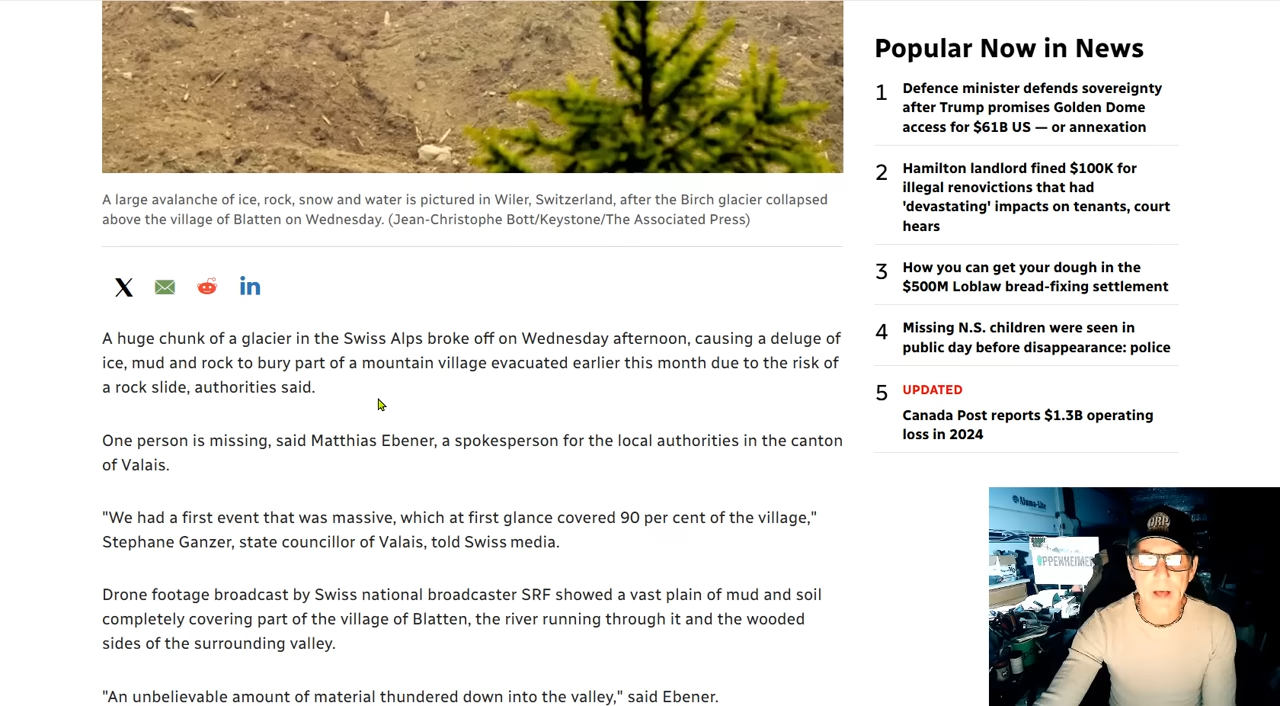 A large avalanche of ice, rock, snow and water is pictured in Wiler, Switzerland, after the Birch glacier collapsed
above the village of Blatten on Wednesday. (Jean-Christophe Bott/Keystone/The Associated Press)
X
in
A huge chunk of a glacier in the Swiss Alps broke off on Wednesday afternoon, causing a deluge of
ice, mud and rock to bury part of a mountain village evacuated earlier this month due to the risk of
a rock slide, authorities said.
One person is missing, said Matthias Ebener, a spokesperson for the local authorities in the canton
of Valais.
"We had a first event that was massive, which at first glance covered 90 per cent of the village,"
Stephane Ganzer, state councillor of Valais, told Swiss media.
Drone footage broadcast by Swiss national broadcaster SRF showed a vast plain of mud and soil
completely covering part of the village of Blatten, the river running through it and the wooded
sides of the surrounding valley.
"An unbelievable amount of material thundered down into the valley," said Ebener.
Popular Now in News
1
Defence minister defends sovereignty
after Trump promises Golden Dome
access for $61B US — or annexation
2
Hamilton landlord fined $100K for
illegal renovictions that had
'devastating' impacts on tenants, court
hears
3
How you can get your dough in the
$500M Loblaw bread-fixing settlement
4
Missing N.S. children were seen in
public day before disappearance: police
5
UPDATED
Canada Post reports $1.3B operating
loss in 2024
Aluma-Lite
OPPENHEIMER
ORP